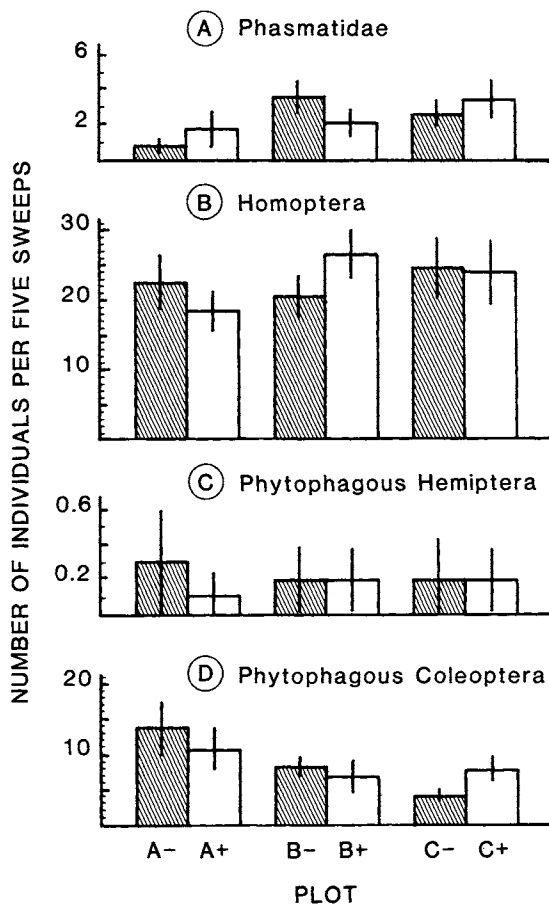 A Phasmatidae
6
2
B Homoptera
30
20
10
C Phytophagous Hemiptera
0.6
0.2
D Phytophagous Coleoptera
20
10
A- A+ B- B+ C- C+
PLOT
NUMBER OF INDIVIDUALS PER FIVE SWEEPS